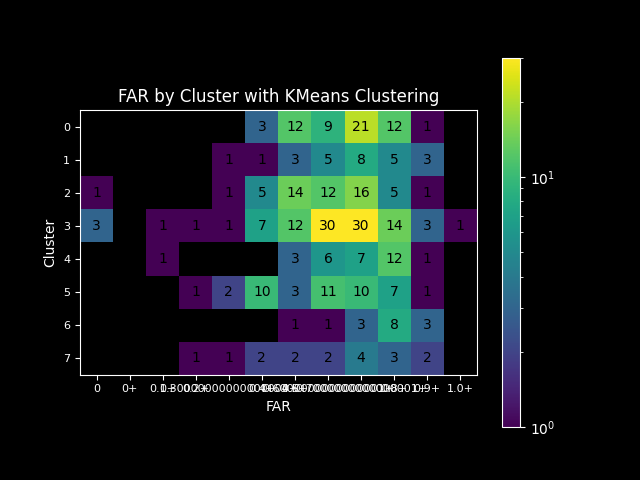 FAR by Cluster with KMeans Clustering
0 3 12 9 21 12 1
1 1 1 3 5 8 5 3
2 1 1 5 14 12 16 5 1
3 3 1 1 1 7 12 30 30 14 3 1
4 1 3 6 7 12 1
5 1 2 10 3 11 10 7 1
6 1 1 3 8 3
7 1 1 2 2 2 4 3 2
Cluster
0 0+ 1.0+
FAR
10^1
10^0